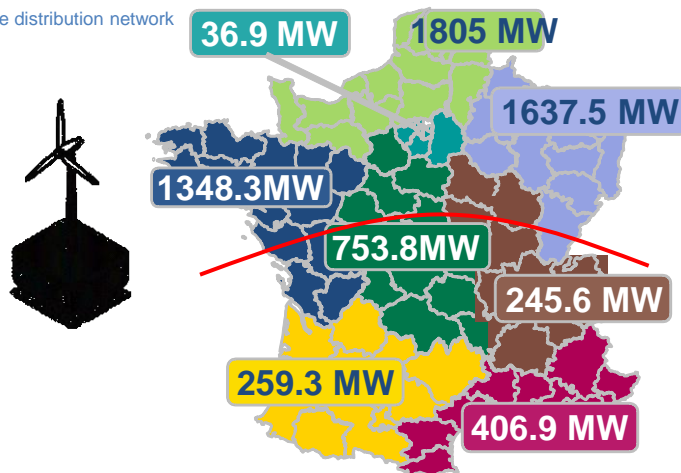 e distribution network
36.9 MW
1805 MW
1637.5 MW
1348.3MW
753.8MW
245.6 MW
259.3 MW
406.9 MW